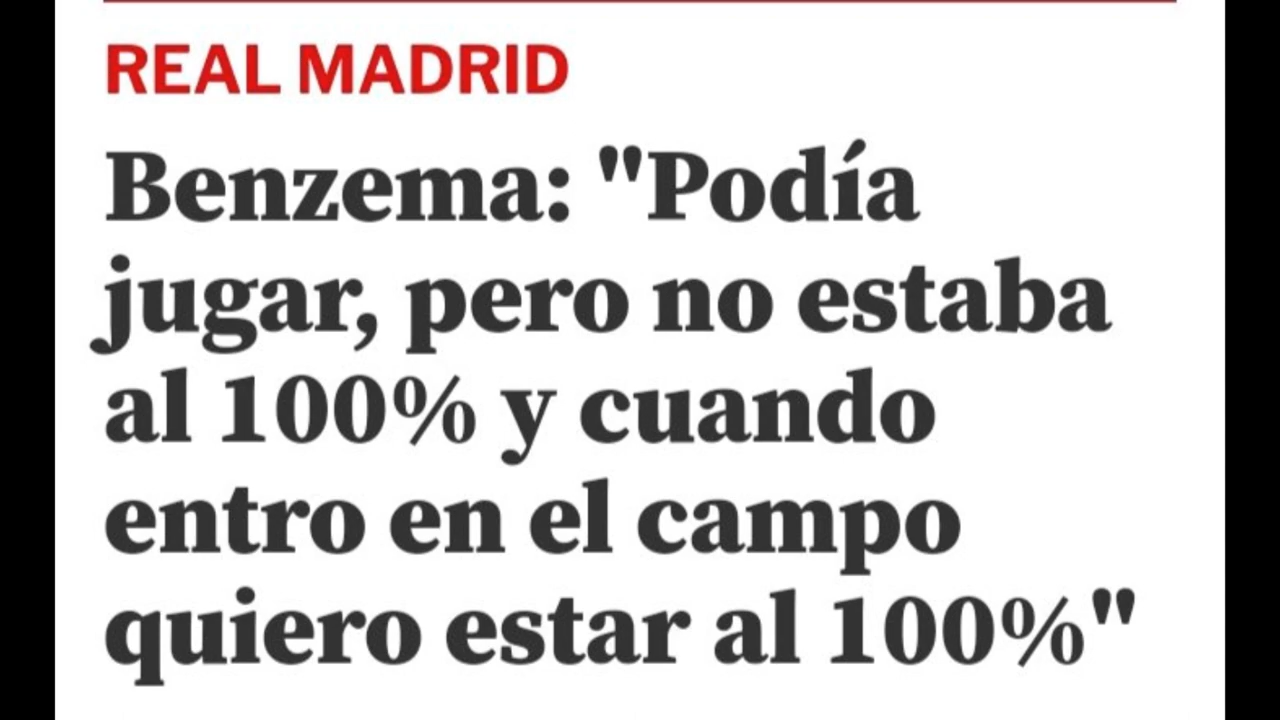 REAL MADRID
Benzema: "Podía
jugar, pero no estaba
al 100% y cuando
entro en el campo
quiero estar al 100%"